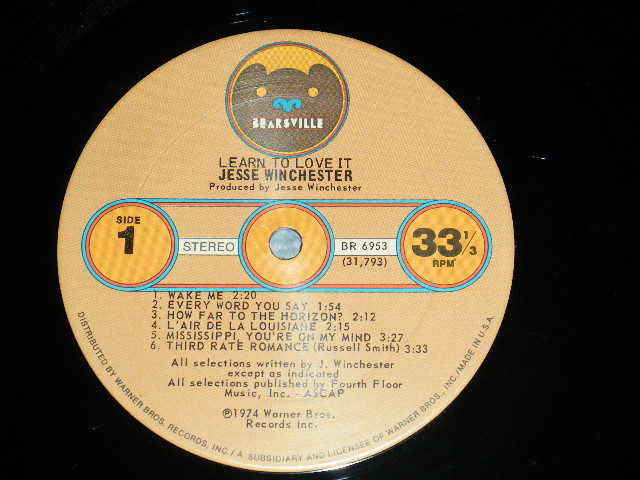 BEARSVILLE
LEARN TO LOVE IT
JESSE WINCHESTER
Produced by Jesse Winchester
SIDE
1
STEREO
BR 6953
(31,793)
33 1/3
RPM
1. WAKE ME 2:20
2. EVERY WORD YOU SAY 1:54
3. HOW FAR TO THE HORIZON? 2:12
4. L'AIR DE LA LOUISIANE 2:15
5. MISSISSIPPI, YOU'RE ON MY MIND 3:27
6. THIRD RATE ROMANCE (Russell Smith) 3:33
All selections written by J. Winchester
except as indicated
All selections published by Fourth Floor
Music, Inc. - ASCAP
℗1974 Warner Bros.
Records Inc.
DISTRIBUTED BY WARNER BROS. RECORDS, INC./A SUBSIDIARY AND LICENSEE OF WARNER BROS. INC./MADE IN U.S.A.